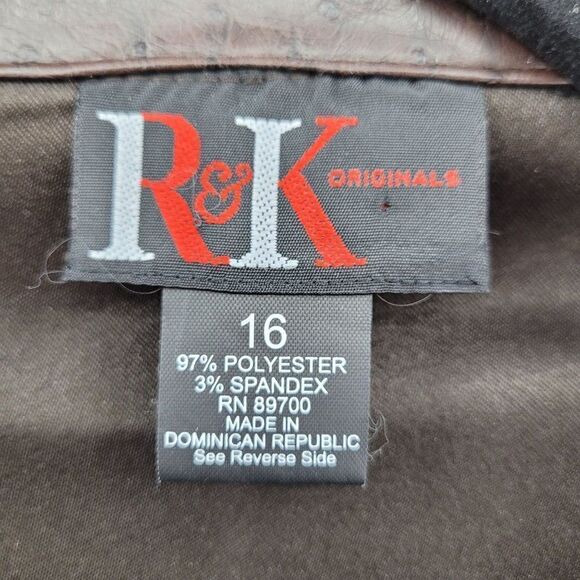 R&K ORIGINALS
16
97% POLYESTER
3% SPANDEX
RN 89700
MADE IN
DOMINICAN REPUBLIC
See Reverse Side